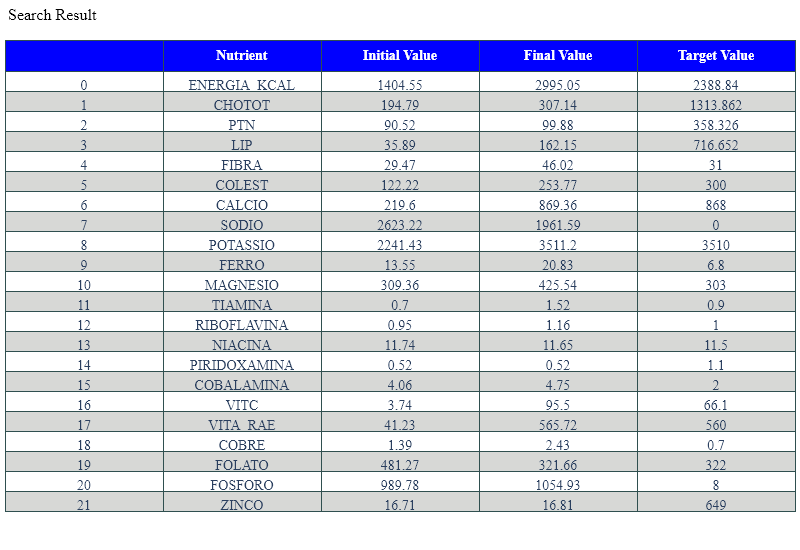 Search Result
Nutrient Initial Value Final Value Target Value
0 ENERGIA_KCAL 1404.55 2995.05 2388.84
1 CHOTOT 194.79 307.14 1313.862
2 PTN 90.52 99.88 358.326
3 LIP 35.89 162.15 716.652
4 FIBRA 29.47 46.02 31
5 COLEST 122.22 253.77 300
6 CALCIO 219.6 869.36 868
7 SODIO 2623.22 1961.59 0
8 POTASSIO 2241.43 3511.2 3510
9 FERRO 13.55 20.83 6.8
10 MAGNESIO 309.36 425.54 303
11 TIAMINA 0.7 1.52 0.9
12 RIBOFLAVINA 0.95 1.16 1
13 NIACINA 11.74 11.65 11.5
14 PIRIDOXAMINA 0.52 0.52 1.1
15 COBALAMINA 4.06 4.75 2
16 VITC 3.74 95.5 66.1
17 VITA_RAE 41.23 565.72 560
18 COBRE 1.39 2.43 0.7
19 FOLATO 481.27 321.66 322
20 FOSFORO 989.78 1054.93 8
21 ZINCO 16.71 16.81 649